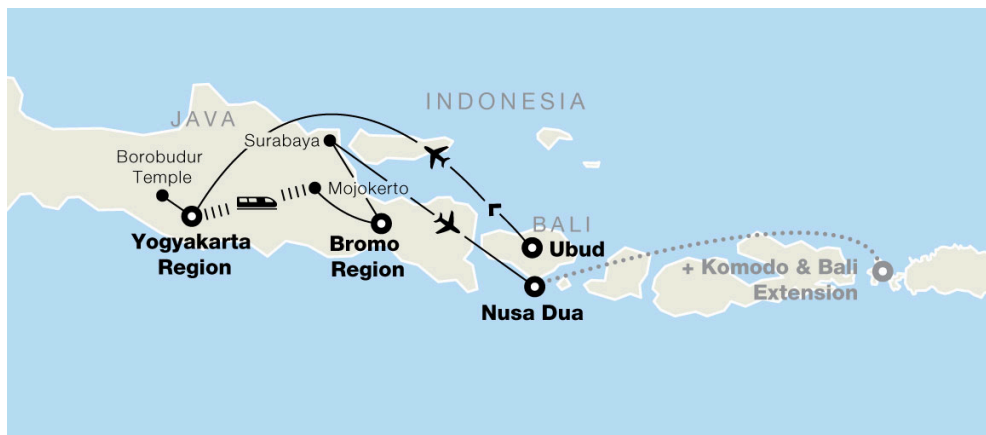 INDONESIA
JAVA
Surabaya
Borobudur
Temple
Mojokerto
Yogyakarta
Region
Bromo
Region
BALI
Ubud
Nusa Dua
+ Komodo & Bali
Extension